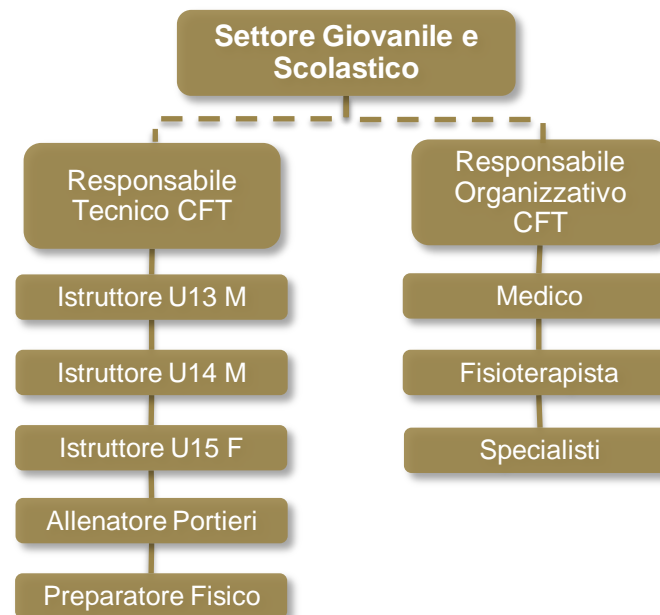 Settore Giovanile e
Scolastico
Responsabile
Tecnico CFT
Istruttore U13 M
Istruttore U14 M
Istruttore U15 F
Allenatore Portieri
Preparatore Fisico
Responsabile
Organizzativo
CFT
Medico
Fisioterapista
Specialisti